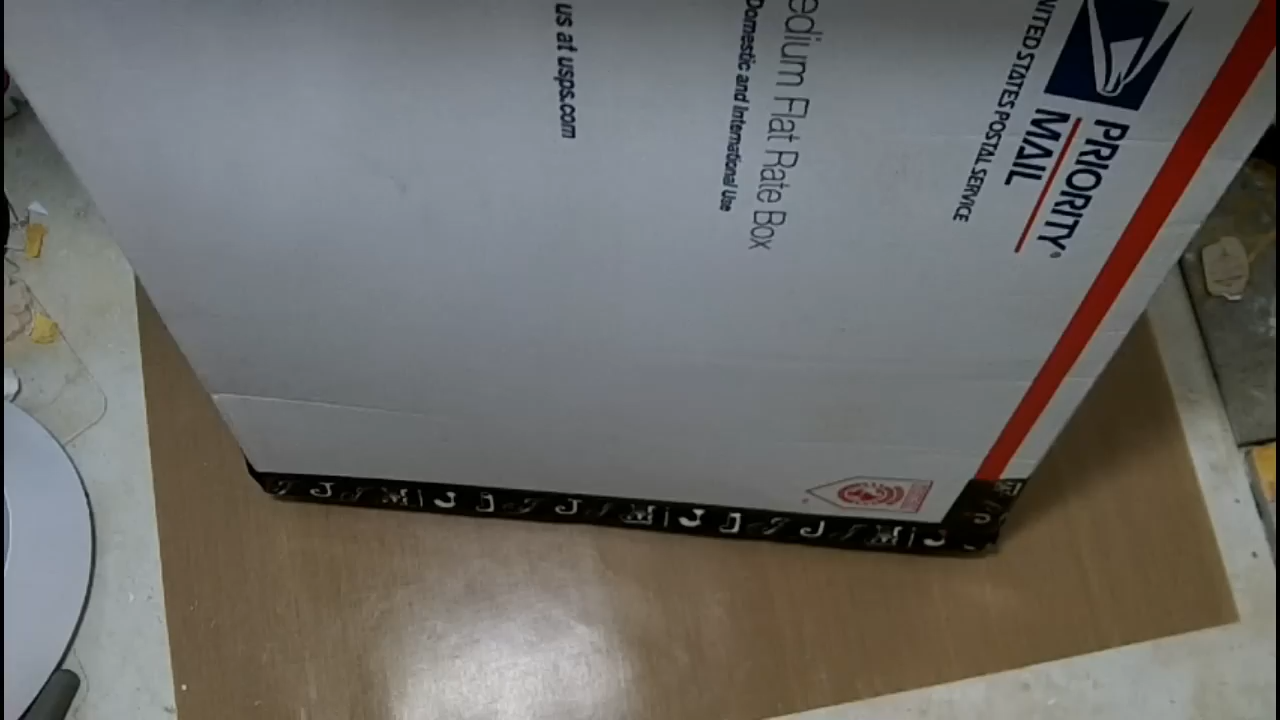 PRIORITY®
MAIL
NITED STATES POSTAL SERVICE
edium Flat Rate Box
Domestic and International Use
us at usps.com